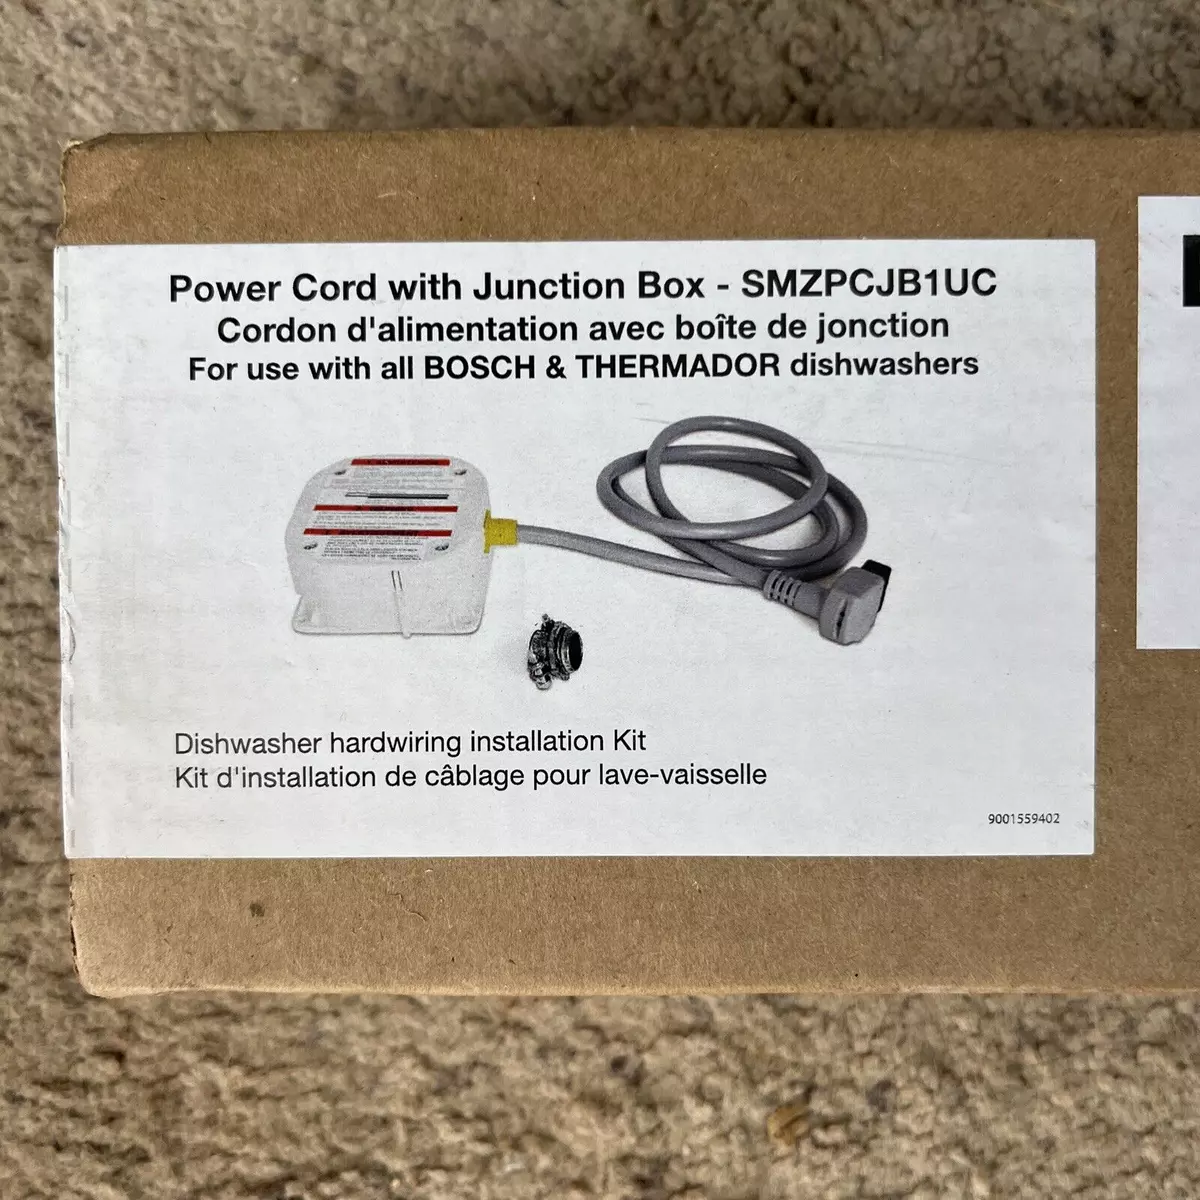 Power Cord with Junction Box - SMZPCJB1UC
Cordon d'alimentation avec boîte de jonction
For use with all BOSCH & THERMADOR dishwashers
Dishwasher hardwiring installation Kit
Kit d'installation de câblage pour lave-vaisselle
9001559402